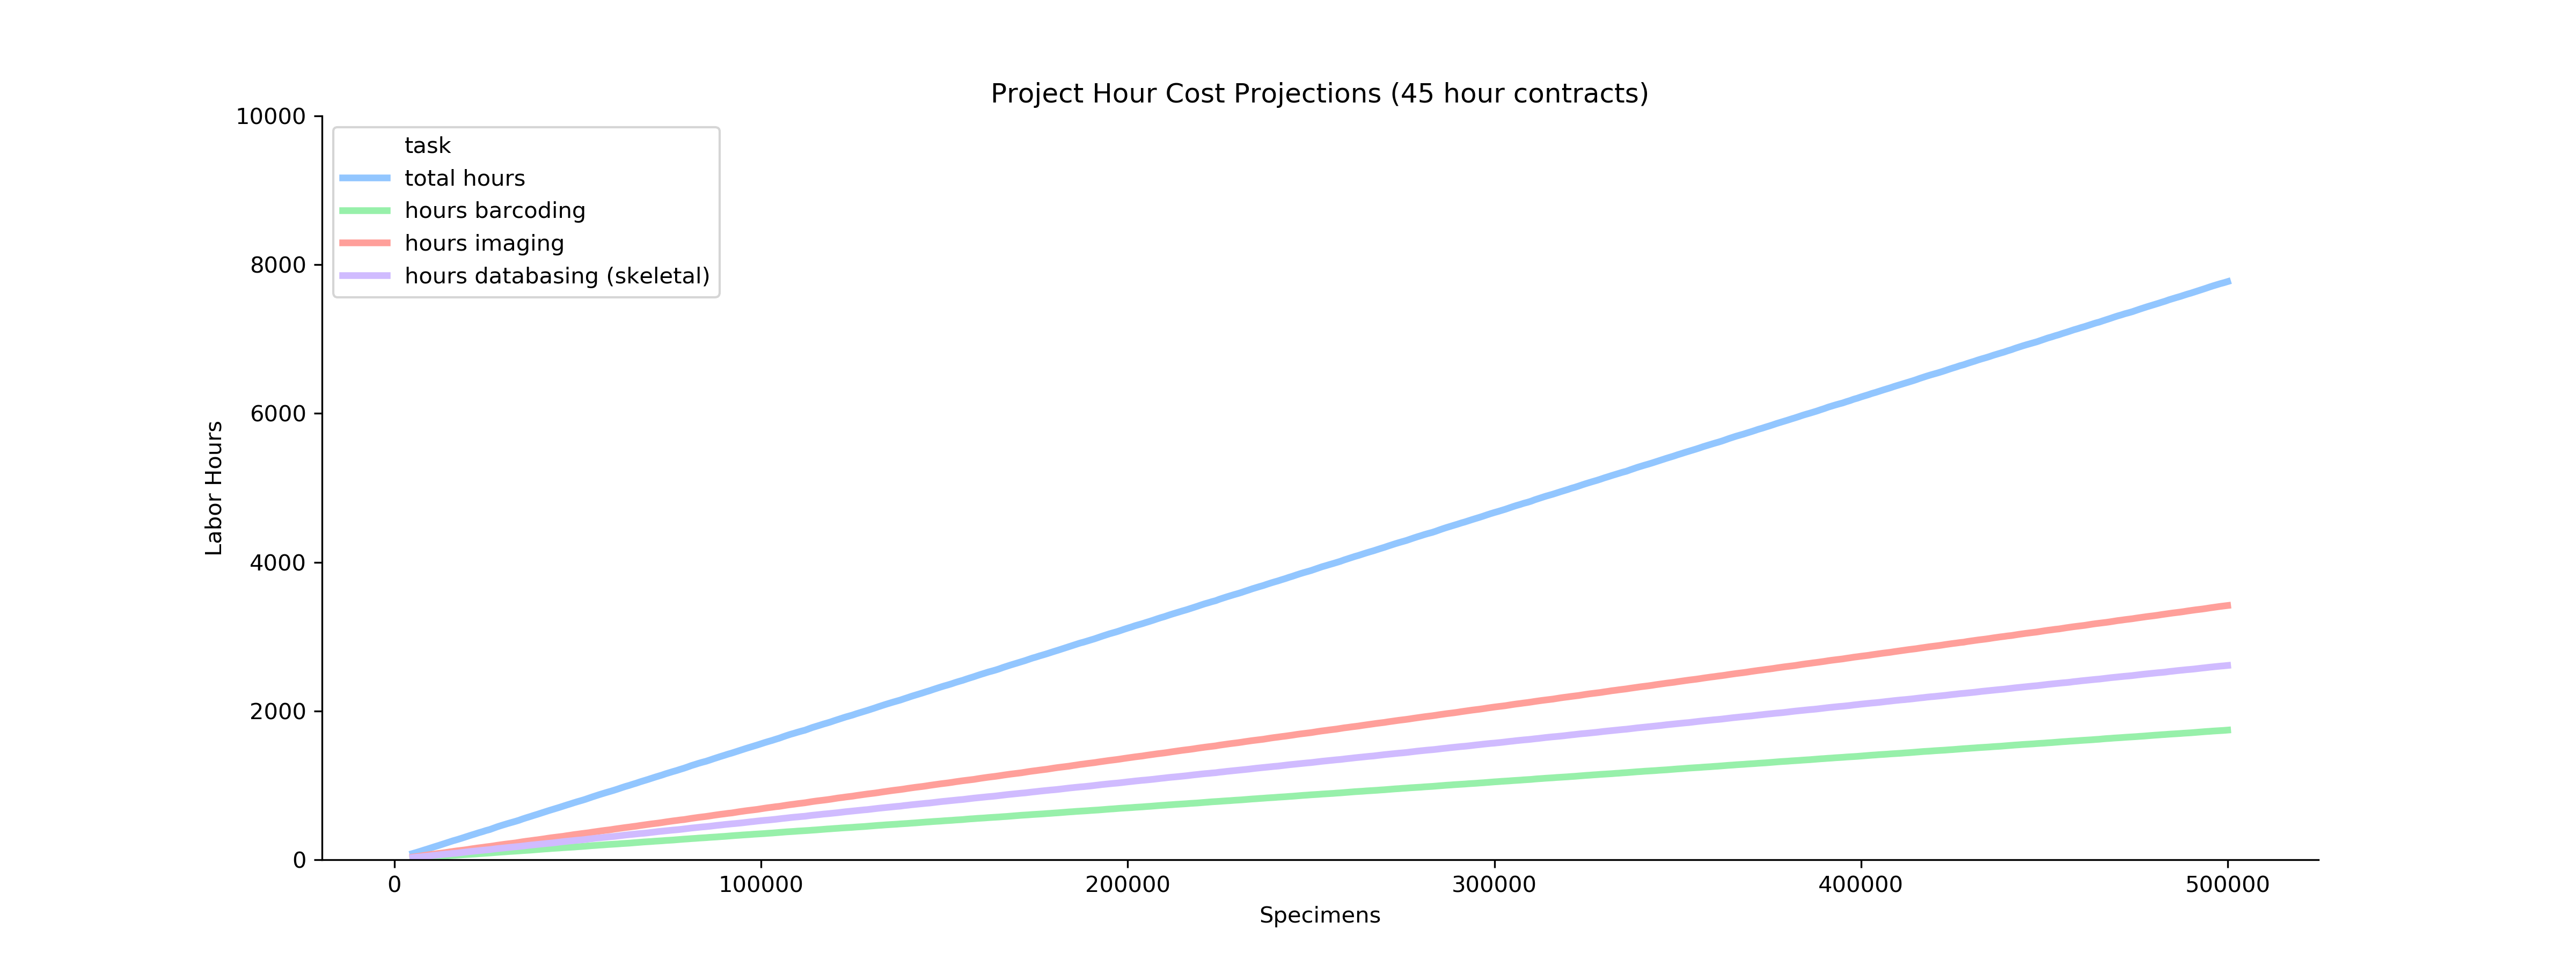 Project Hour Cost Projections (45 hour contracts)
10000
8000
6000
4000
2000
0
Labor Hours
task
total hours
hours barcoding
hours imaging
hours databasing (skeletal)
0 100000 200000 300000 400000 500000
Specimens